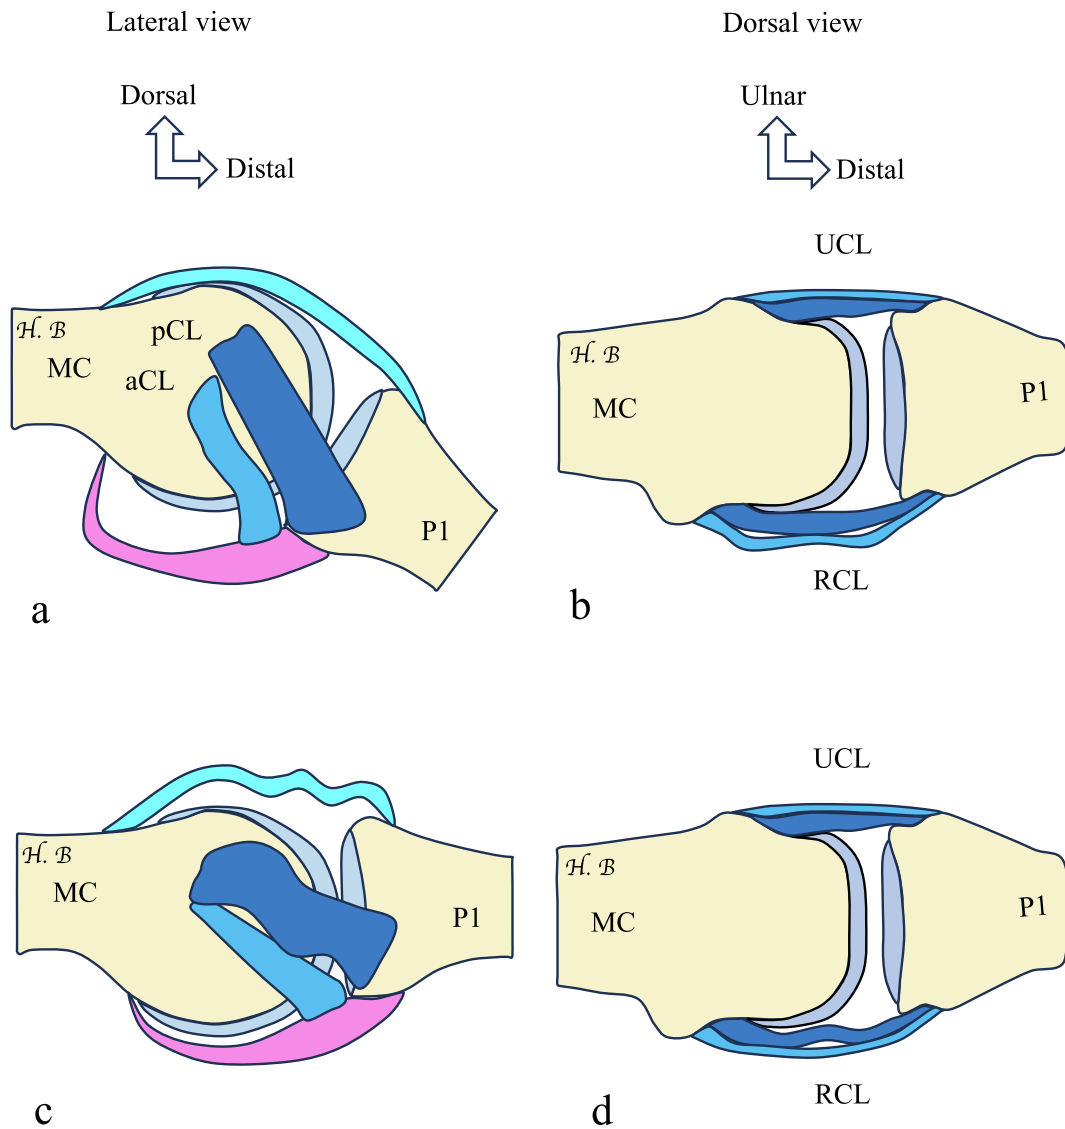 Lateral view
Dorsal view
Dorsal
Distal
Ulnar
Distal
H. B
MC
pCL
aCL
P1
a
UCL
H. B
MC
P1
RCL
b
H. B
MC
P1
c
UCL
H. B
MC
P1
RCL
d